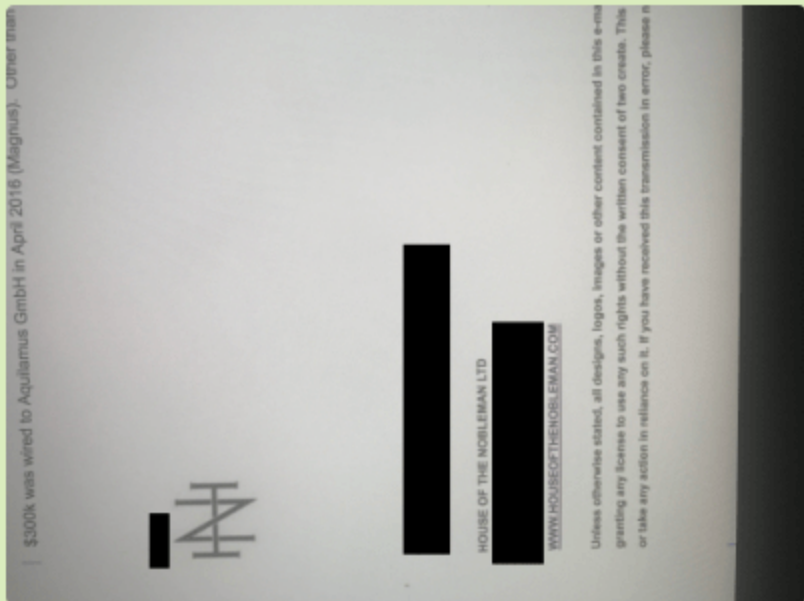 $300k was wired to Aquilamus GmbH in April 2016 (Magnus). Other than
HOUSE OF THE NOBLEMAN LTD
WWW.HOUSEOFTHENOBLEMAN.COM
Unless otherwise stated, all designs, logos, images or other content contained in this e-ma
granting any license to use any such rights without the written consent of two create. This
or take any action in reliance on it. If you have received this transmission in error, please n